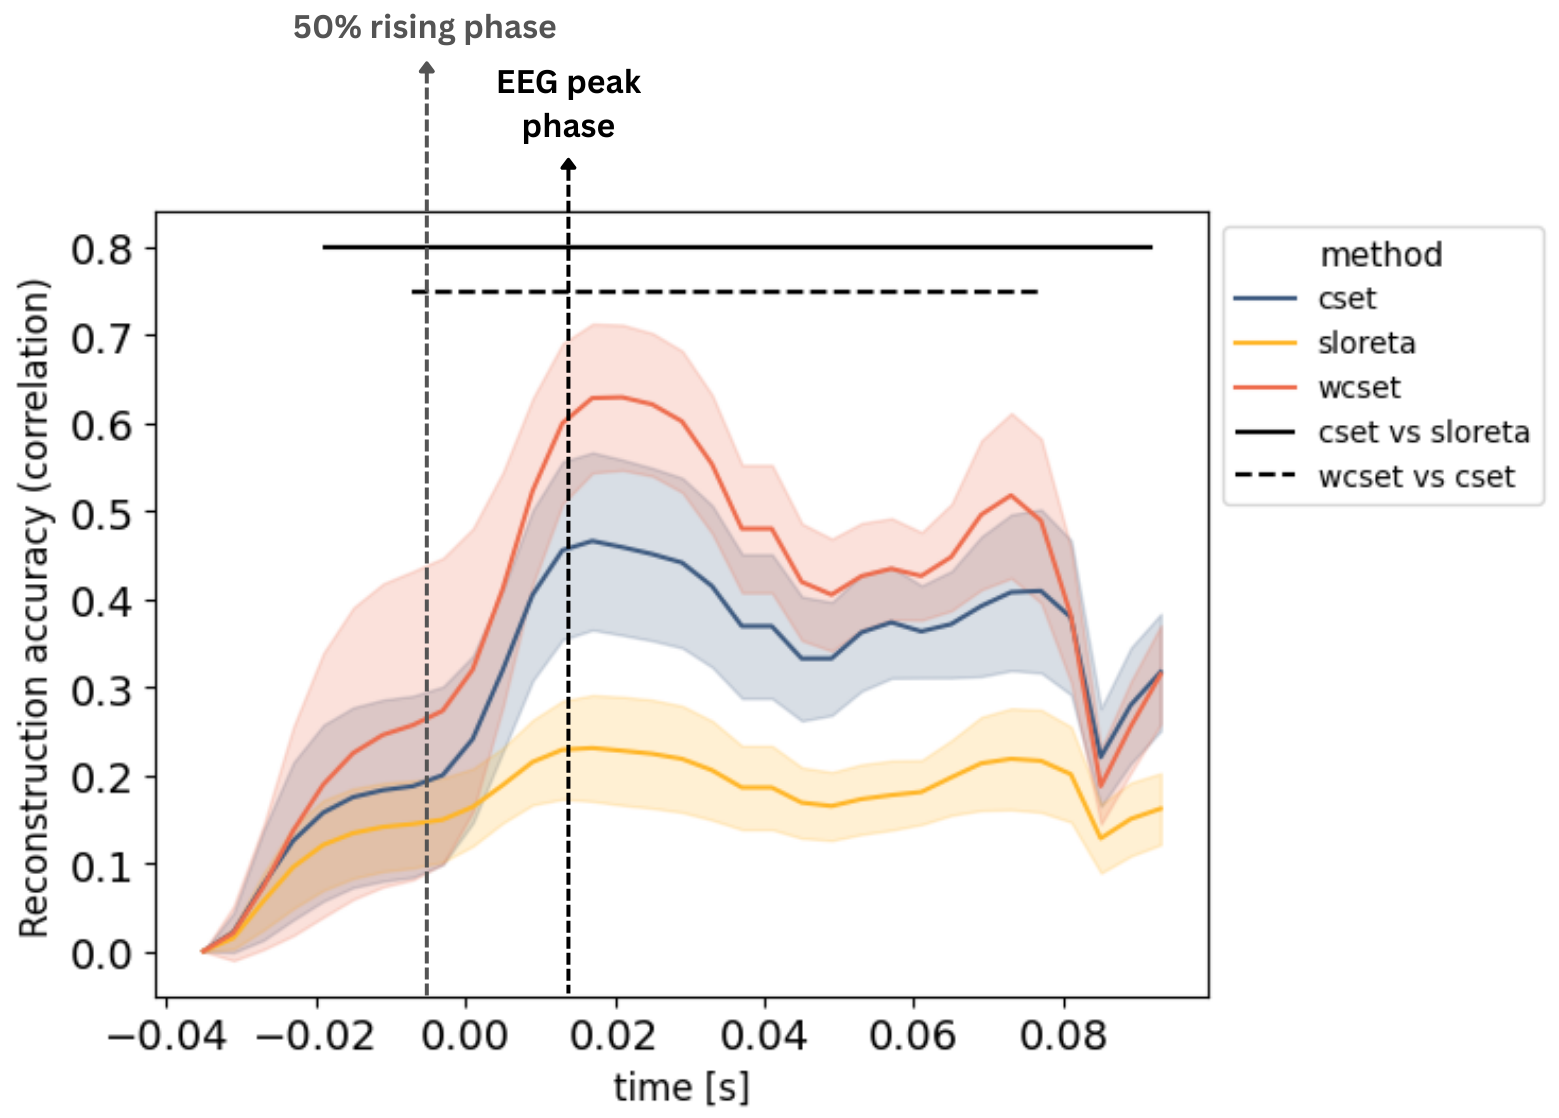 50% rising phase
EEG peak
phase
0.8
0.7
0.6
0.5
0.4
0.3
0.2
0.1
0.0
Reconstruction accuracy (correlation)
−0.04 −0.02 0.00 0.02 0.04 0.06 0.08
time [s]
method
cset
sloreta
wcset
cset vs sloreta
wcset vs cset